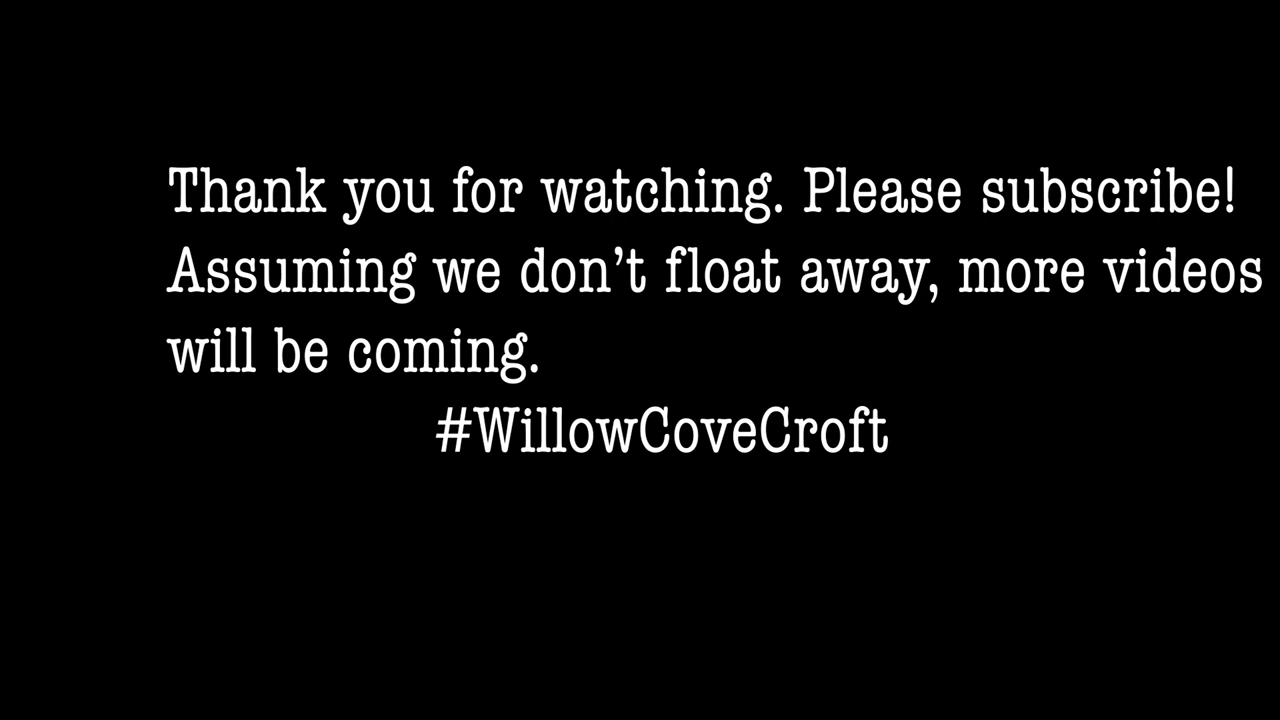 Thank you for watching. Please subscribe!
Assuming we don’t float away, more videos
will be coming.
#WillowCoveCroft